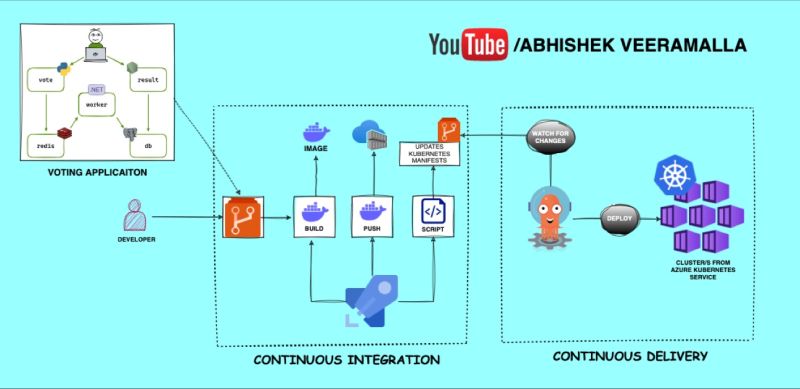 YouTube /ABHISHEK VEERAMALLA
vote
result
.NET
worker
redis
db
VOTING APPLICAITON
IMAGE
UPDATES
KUBERNETES
MANIFESTS
WATCH FOR
CHANGES
DEVELOPER
BUILD
PUSH
SCRIPT
DEPLOY
CLUSTER/S FROM
AZURE KUBERNETES
SERVICE
CONTINUOUS INTEGRATION
CONTINUOUS DELIVERY